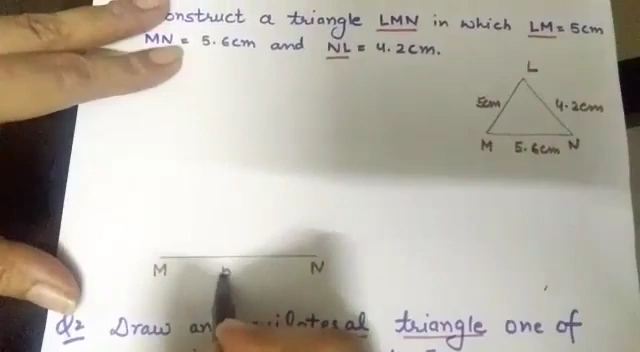 onstruct a triangle LMN in which LM = 5cm
MN = 5.6cm and NL = 4.2cm.
L
5cm 4.2cm
M 5.6cm N
M N
Q2 Draw an triangle one of